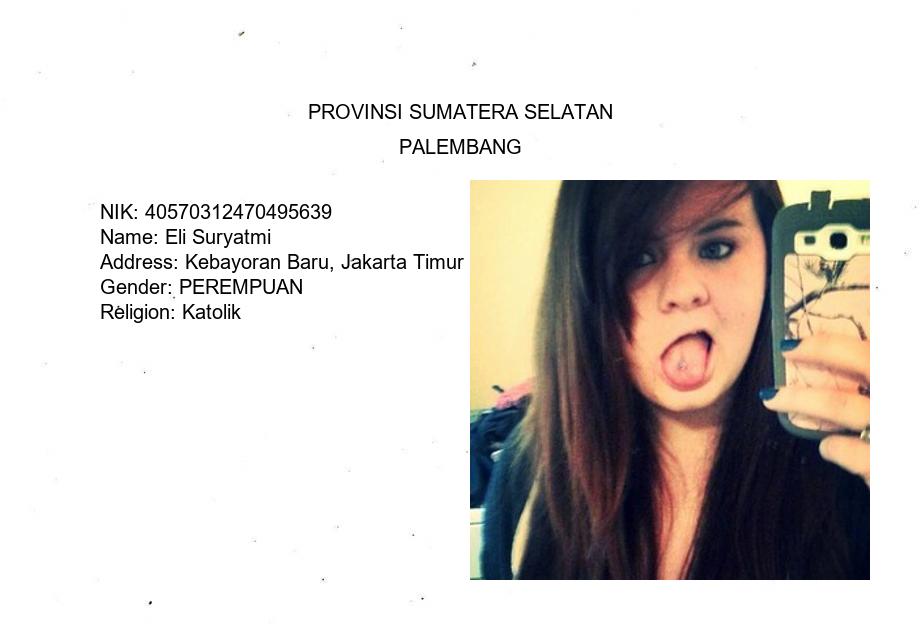 PROVINSI SUMATERA SELATAN
PALEMBANG
NIK: 40570312470495639
Name: Eli Suryatmi
Address: Kebayoran Baru, Jakarta Timur
Gender: PEREMPUAN
Religion: Katolik